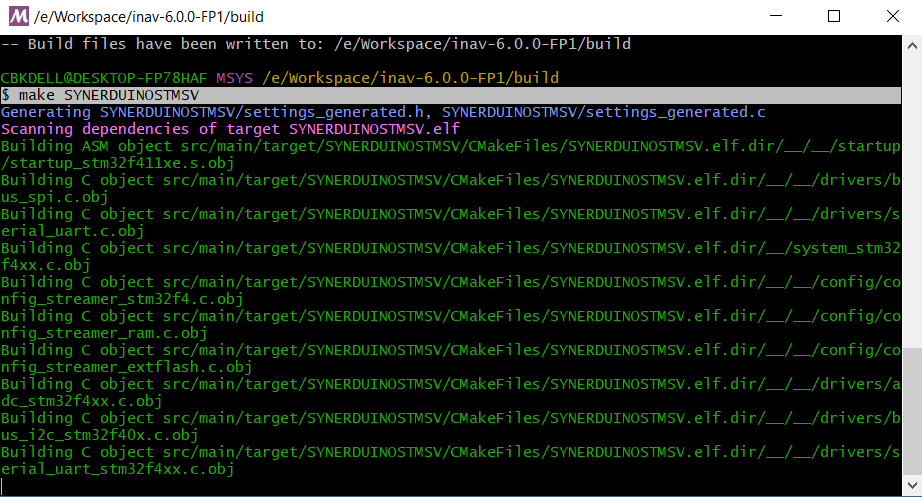 M /e/Workspace/inav-6.0.0-FP1/build
-- Build files have been written to: /e/Workspace/inav-6.0.0-FP1/build
CBKDELL@DESKTOP-FP78HAF MSYS /e/Workspace/inav-6.0.0-FP1/build
$ make SYNERDUINOSTMSV
Generating SYNERDUINOSTMSV/settings_generated.h, SYNERDUINOSTMSV/settings_generated.c
Scanning dependencies of target SYNERDUINOSTMSV.elf
Building ASM object src/main/target/SYNERDUINOSTMSV/CMakeFiles/SYNERDUINOSTMSV.elf.dir/__/__/startup
/startup_stm32f411xe.s.obj
Building C object src/main/target/SYNERDUINOSTMSV/CMakeFiles/SYNERDUINOSTMSV.elf.dir/__/__/drivers/b
us_spi.c.obj
Building C object src/main/target/SYNERDUINOSTMSV/CMakeFiles/SYNERDUINOSTMSV.elf.dir/__/__/drivers/s
erial_uart.c.obj
Building C object src/main/target/SYNERDUINOSTMSV/CMakeFiles/SYNERDUINOSTMSV.elf.dir/__/system_stm32
f4xx.c.obj
Building C object src/main/target/SYNERDUINOSTMSV/CMakeFiles/SYNERDUINOSTMSV.elf.dir/__/__/config/co
nfig_streamer_stm32f4.c.obj
Building C object src/main/target/SYNERDUINOSTMSV/CMakeFiles/SYNERDUINOSTMSV.elf.dir/__/__/config/co
nfig_streamer_ram.c.obj
Building C object src/main/target/SYNERDUINOSTMSV/CMakeFiles/SYNERDUINOSTMSV.elf.dir/__/__/config/co
nfig_streamer_extflash.c.obj
Building C object src/main/target/SYNERDUINOSTMSV/CMakeFiles/SYNERDUINOSTMSV.elf.dir/__/__/drivers/a
dc_stm32f4xx.c.obj
Building C object src/main/target/SYNERDUINOSTMSV/CMakeFiles/SYNERDUINOSTMSV.elf.dir/__/__/drivers/b
us_i2c_stm32f40x.c.obj
Building C object src/main/target/SYNERDUINOSTMSV/CMakeFiles/SYNERDUINOSTMSV.elf.dir/__/__/drivers/s
erial_uart_stm32f4xx.c.obj